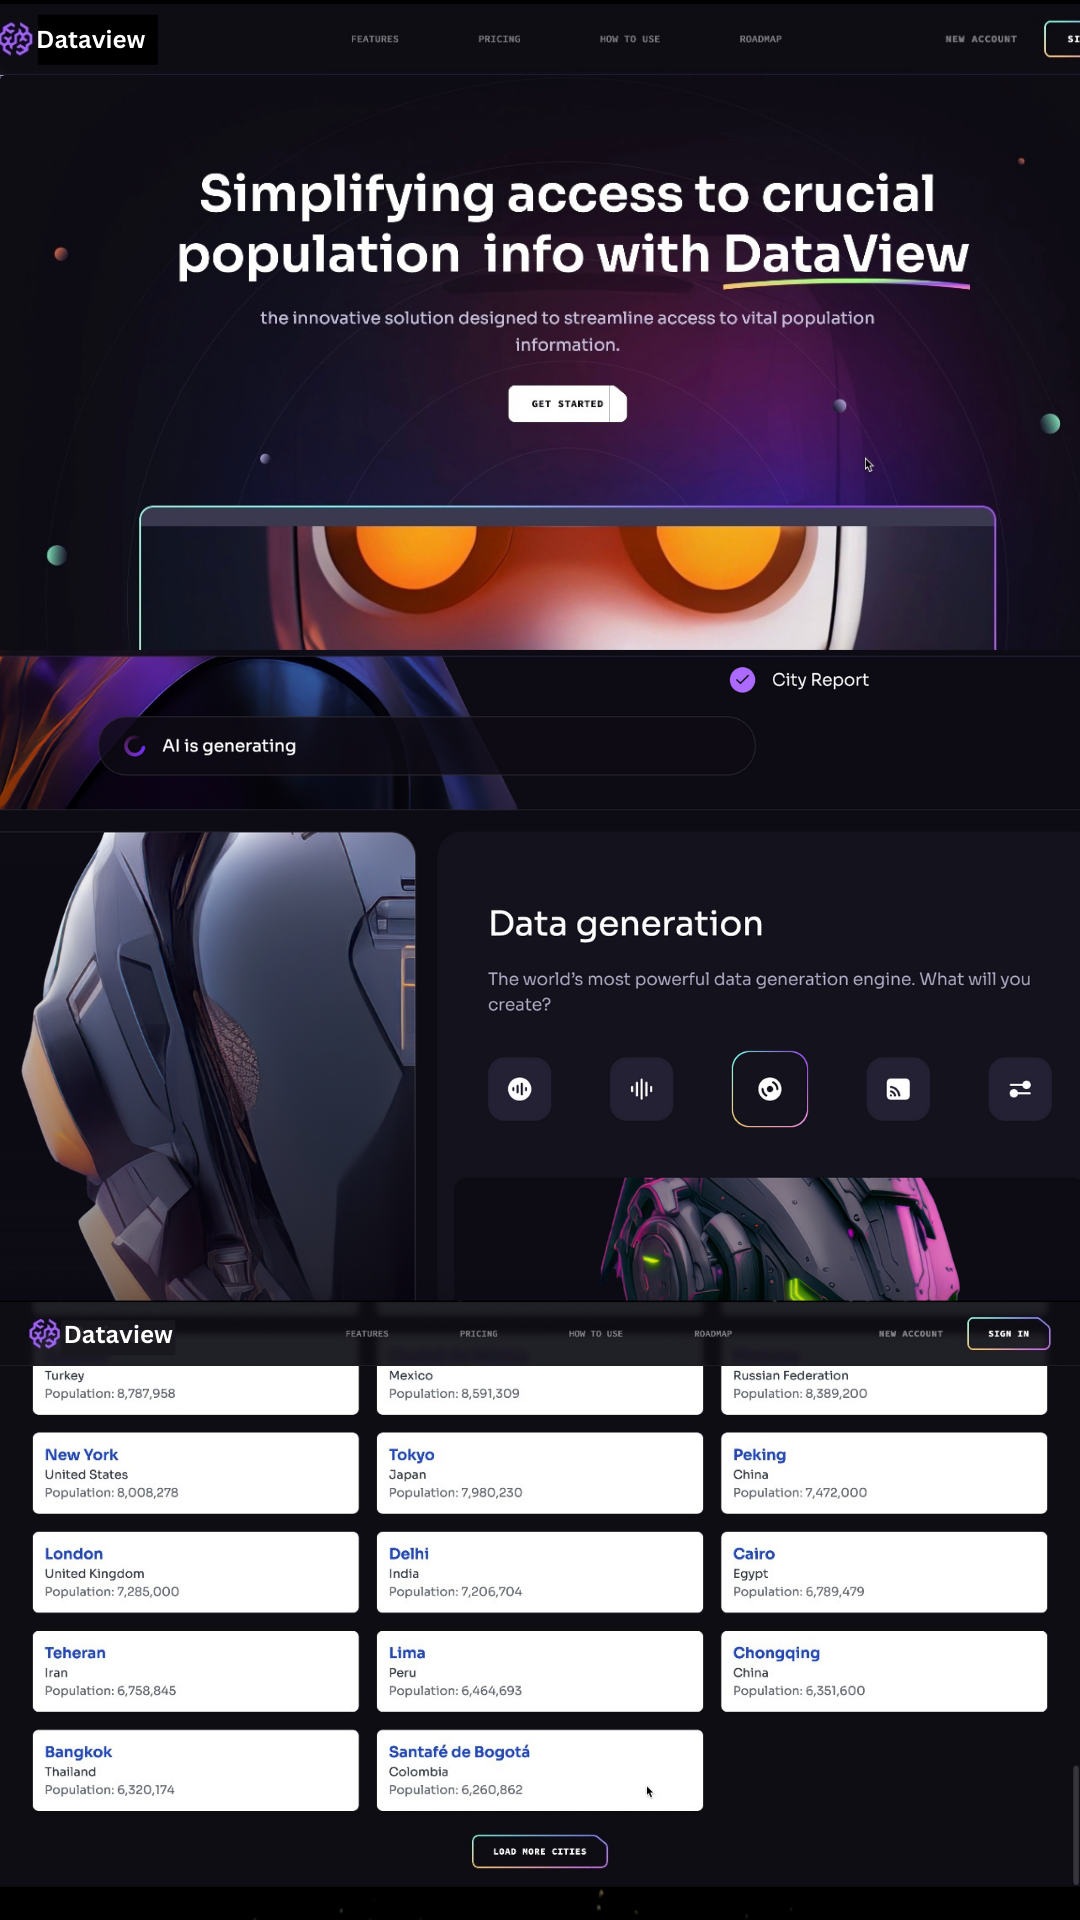 Dataview
FEATURES PRICING HOW TO USE ROADMAP NEW ACCOUNT
Simplifying access to crucial
population info with DataView
the innovative solution designed to streamline access to vital population
information.
GET STARTED
City Report
AI is generating
Data generation
The world's most powerful data generation engine. What will you
create?
Dataview FEATURES PRICING HOW TO USE ROADMAP NEW ACCOUNT SIGN IN
Turkey
Population: 8,787,958
Mexico
Population: 8,591,309
Russian Federation
Population: 8,389,200
New York
United States
Population: 8,008,278
Tokyo
Japan
Population: 7,980,230
Peking
China
Population: 7,472,000
London
United Kingdom
Population: 7,285,000
Delhi
India
Population: 7,206,704
Cairo
Egypt
Population: 6,789,479
Teheran
Iran
Population: 6,758,845
Lima
Peru
Population: 6,464,693
Chongqing
China
Population: 6,351,600
Bangkok
Thailand
Population: 6,320,174
Santafé de Bogotá
Colombia
Population: 6,260,862
LOAD MORE CITIES